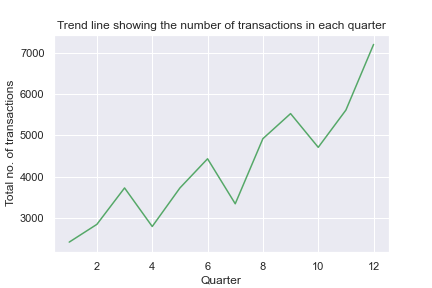 Trend line showing the number of transactions in each quarter
7000
6000
5000
4000
3000
Total no. of transactions
2 4 6 8 10 12
Quarter